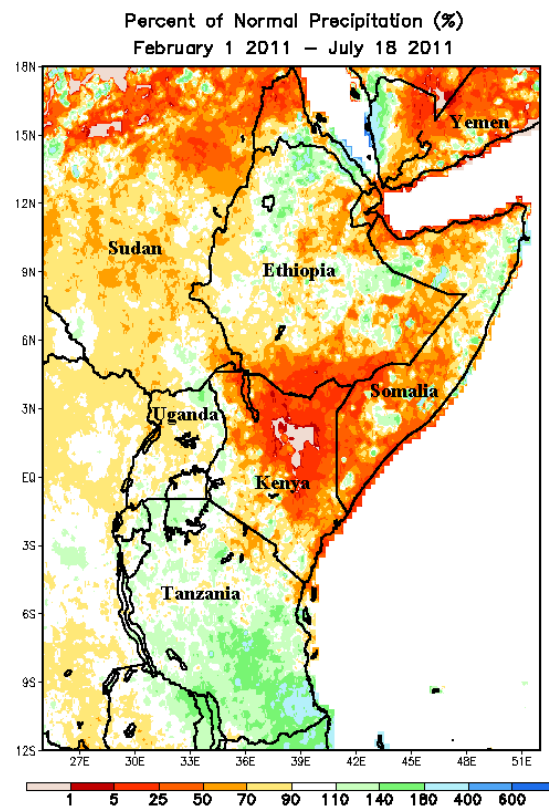 Percent of Normal Precipitation (%)
February 1 2011 – July 18 2011
18N
15N
12N
9N
6N
3N
EQ
3S
6S
9S
12S
Yemen
Sudan
Ethiopia
Somalia
Uganda
Kenya
Tanzania
27E 30E 33E 36E 39E 42E 45E 48E 51E
1 5 25 50 70 90 110 140 180 400 600